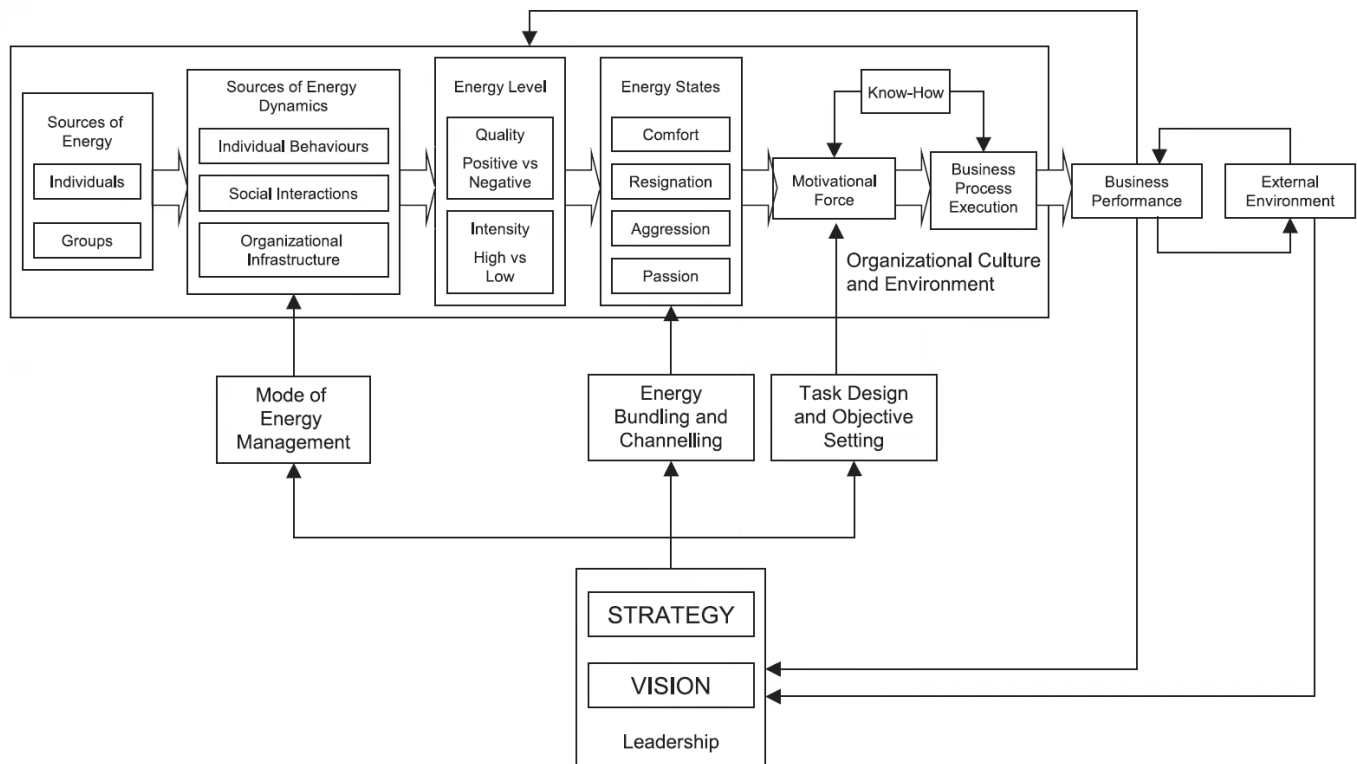 Sources of
Energy
Individuals
Groups
Sources of Energy
Dynamics
Individual Behaviours
Social Interactions
Organizational
Infrastructure
Energy Level
Quality
Positive vs
Negative
Intensity
High vs
Low
Energy States
Comfort
Resignation
Aggression
Passion
Know-How
Motivational
Force
Business
Process
Execution
Organizational Culture
and Environment
Business
Performance
External
Environment
Mode of
Energy
Management
Energy
Bundling and
Channelling
Task Design
and Objective
Setting
STRATEGY
VISION
Leadership